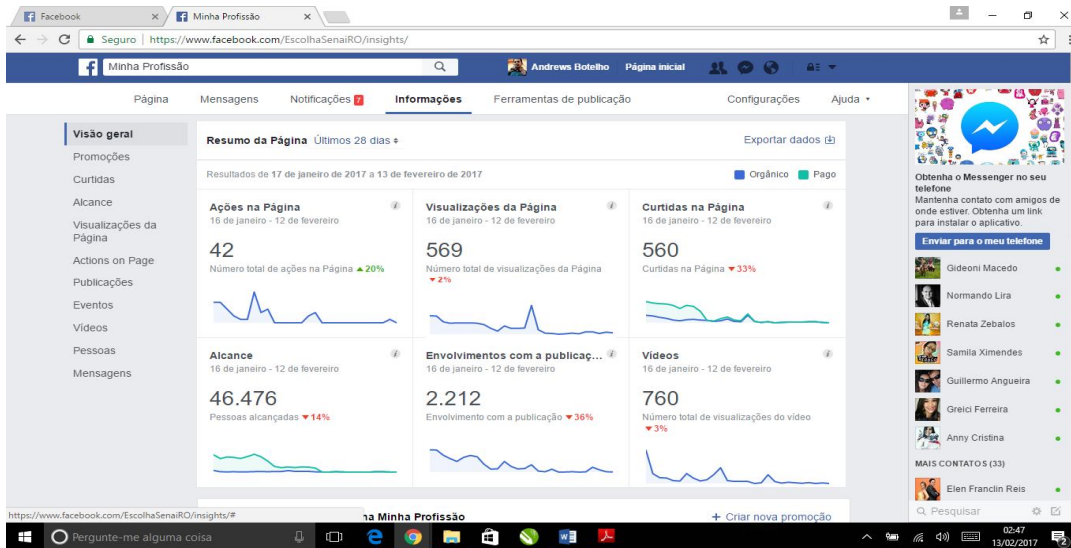 Facebook
Minha Profissão
Seguro | https://www.facebook.com/EscolhaSenaiRO/insights/
Minha Profissão
Andrews Botelho
Página inicial
Página
Mensagens
Notificações 7
Informações
Ferramentas de publicação
Configurações
Ajuda
Visão geral
Promoções
Curtidas
Alcance
Visualizações da
Página
Actions on Page
Publicações
Eventos
Vídeos
Pessoas
Mensagens
Resumo da Página Últimos 28 dias
Exportar dados
Resultados de 17 de janeiro de 2017 a 13 de fevereiro de 2017
Orgânico
Pago
Ações na Página
16 de janeiro - 12 de fevereiro
42
Número total de ações na Página ▲20%
Visualizações da Página
16 de janeiro - 12 de fevereiro
569
Número total de visualizações da Página
▼2%
Curtidas na Página
16 de janeiro - 12 de fevereiro
560
Curtidas na Página ▼33%
Alcance
16 de janeiro - 12 de fevereiro
46.476
Pessoas alcançadas ▼14%
Envolvimentos com a publicaç...
16 de janeiro - 12 de fevereiro
2.212
Envolvimento com a publicação ▼36%
Vídeos
16 de janeiro - 12 de fevereiro
760
Número total de visualizações do vídeo
▼3%
na Minha Profissão
+ Criar nova promoção
Obtenha o Messenger no seu
telefone
Mantenha contato com amigos de
onde estiver. Obtenha um link
para instalar o aplicativo.
Enviar para o meu telefone
Gideoni Macedo
Normando Lira
Renata Zebalos
Samila Ximendes
Guillermo Angueira
Greici Ferreira
Anny Cristina
MAIS CONTATOS (33)
Elen Franclin Reis
Pesquisar
https://www.facebook.com/EscolhaSenaiRO/insights/#
Pergunte-me alguma coisa
02:47
13/02/2017
2